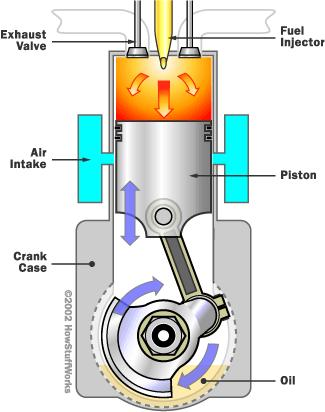 Exhaust
Valve
Fuel
Injector
Air
Intake
Piston
Crank
Case
©2002 HowStuffWorks
Oil